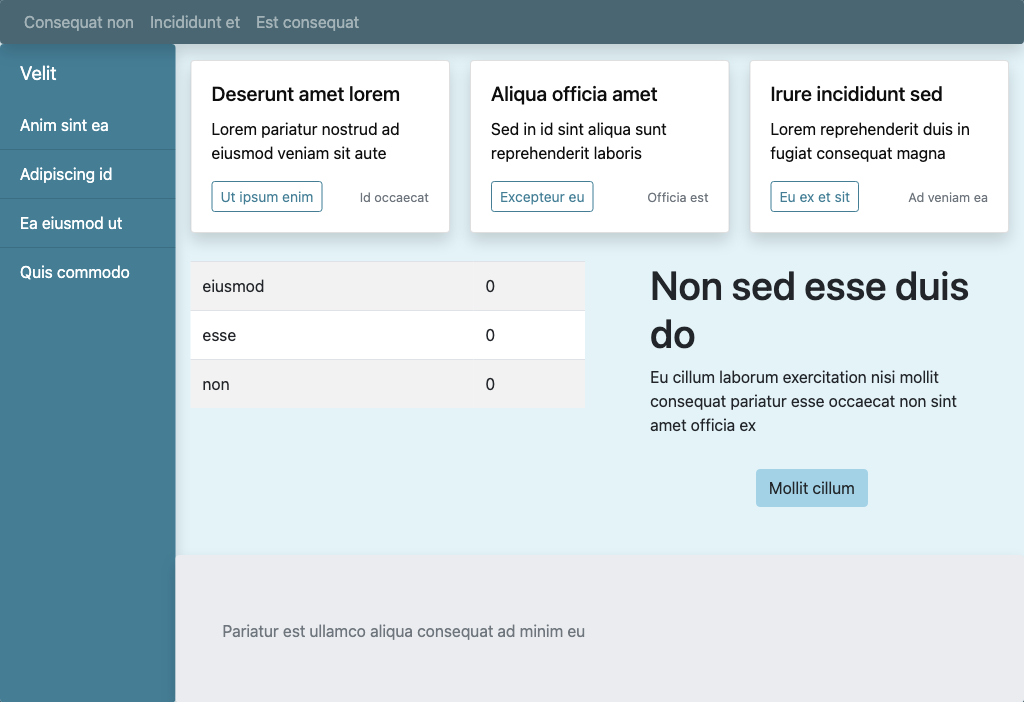 Consequat non Incididunt et Est consequat
Velit
Anim sint ea
Adipiscing id
Ea eiusmod ut
Quis commodo
Deserunt amet lorem
Lorem pariatur nostrud ad
eiusmod veniam sit aute
Ut ipsum enim Id occaecat
Aliqua officia amet
Sed in id sint aliqua sunt
reprehenderit laboris
Excepteur eu Officia est
Irure incididunt sed
Lorem reprehenderit duis in
fugiat consequat magna
Eu ex et sit Ad veniam ea
eiusmod 0
esse 0
non 0
Non sed esse duis
do
Eu cillum laborum exercitation nisi mollit
consequat pariatur esse occaecat non sint
amet officia ex
Mollit cillum
Pariatur est ullamco aliqua consequat ad minim eu